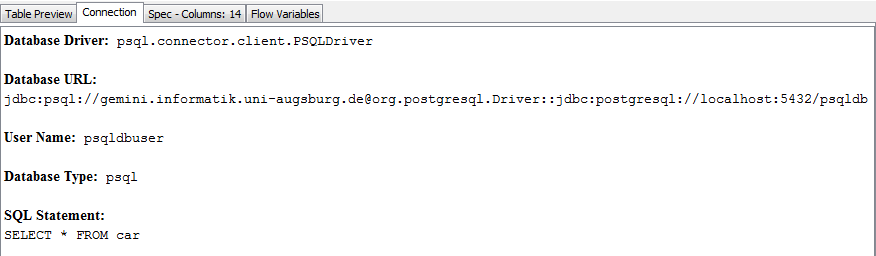 Table Preview Connection Spec - Columns: 14 Flow Variables
Database Driver: psql.connector.client.PSQLDriver
Database URL:
jdbc:psql://gemini.informatik.uni-augsburg.de@org.postgresql.Driver::jdbc:postgresql://localhost:5432/psqldb
User Name: psqldbuser
Database Type: psql
SQL Statement:
SELECT * FROM car